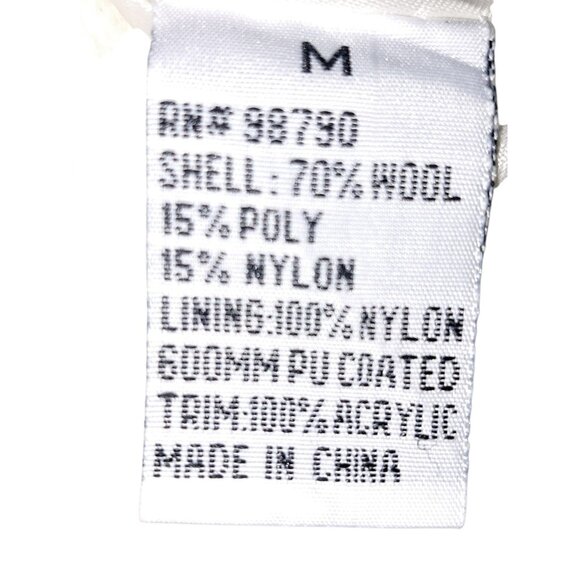 M
RN# 98790
SHELL: 70% WOOL
15% POLY
15% NYLON
LINING:100% NYLON
600MM PU COATED
TRIM:100% ACRYLIC
MADE IN CHINA